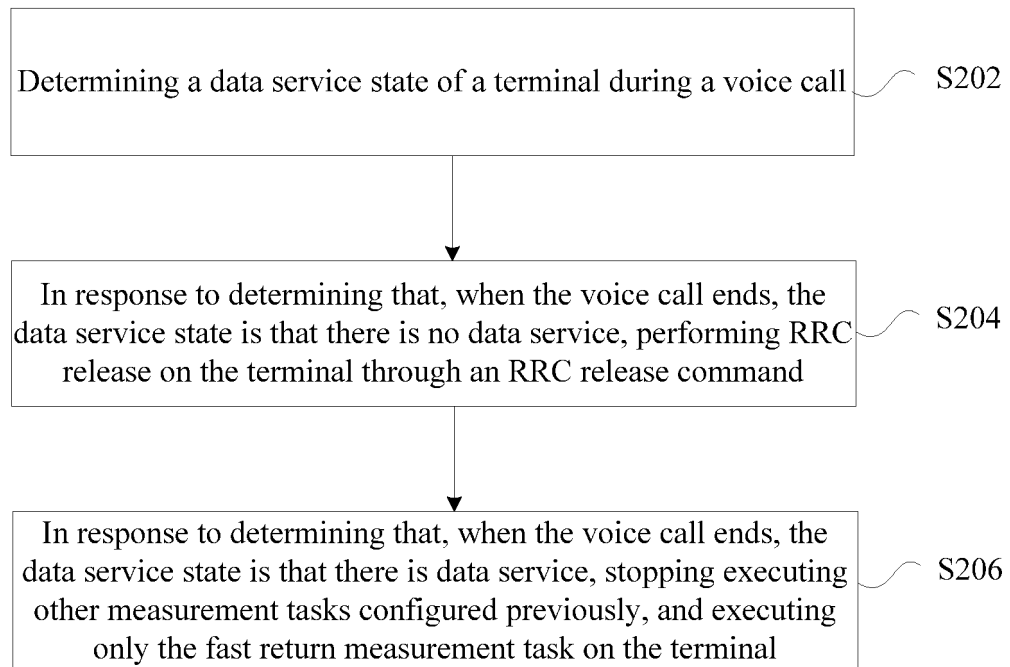 Determining a data service state of a terminal during a voice call
S202
In response to determining that, when the voice call ends, the
data service state is that there is no data service, performing RRC
release on the terminal through an RRC release command
S204
In response to determining that, when the voice call ends, the
data service state is that there is data service, stopping executing
other measurement tasks configured previously, and executing
only the fast return measurement task on the terminal
S206